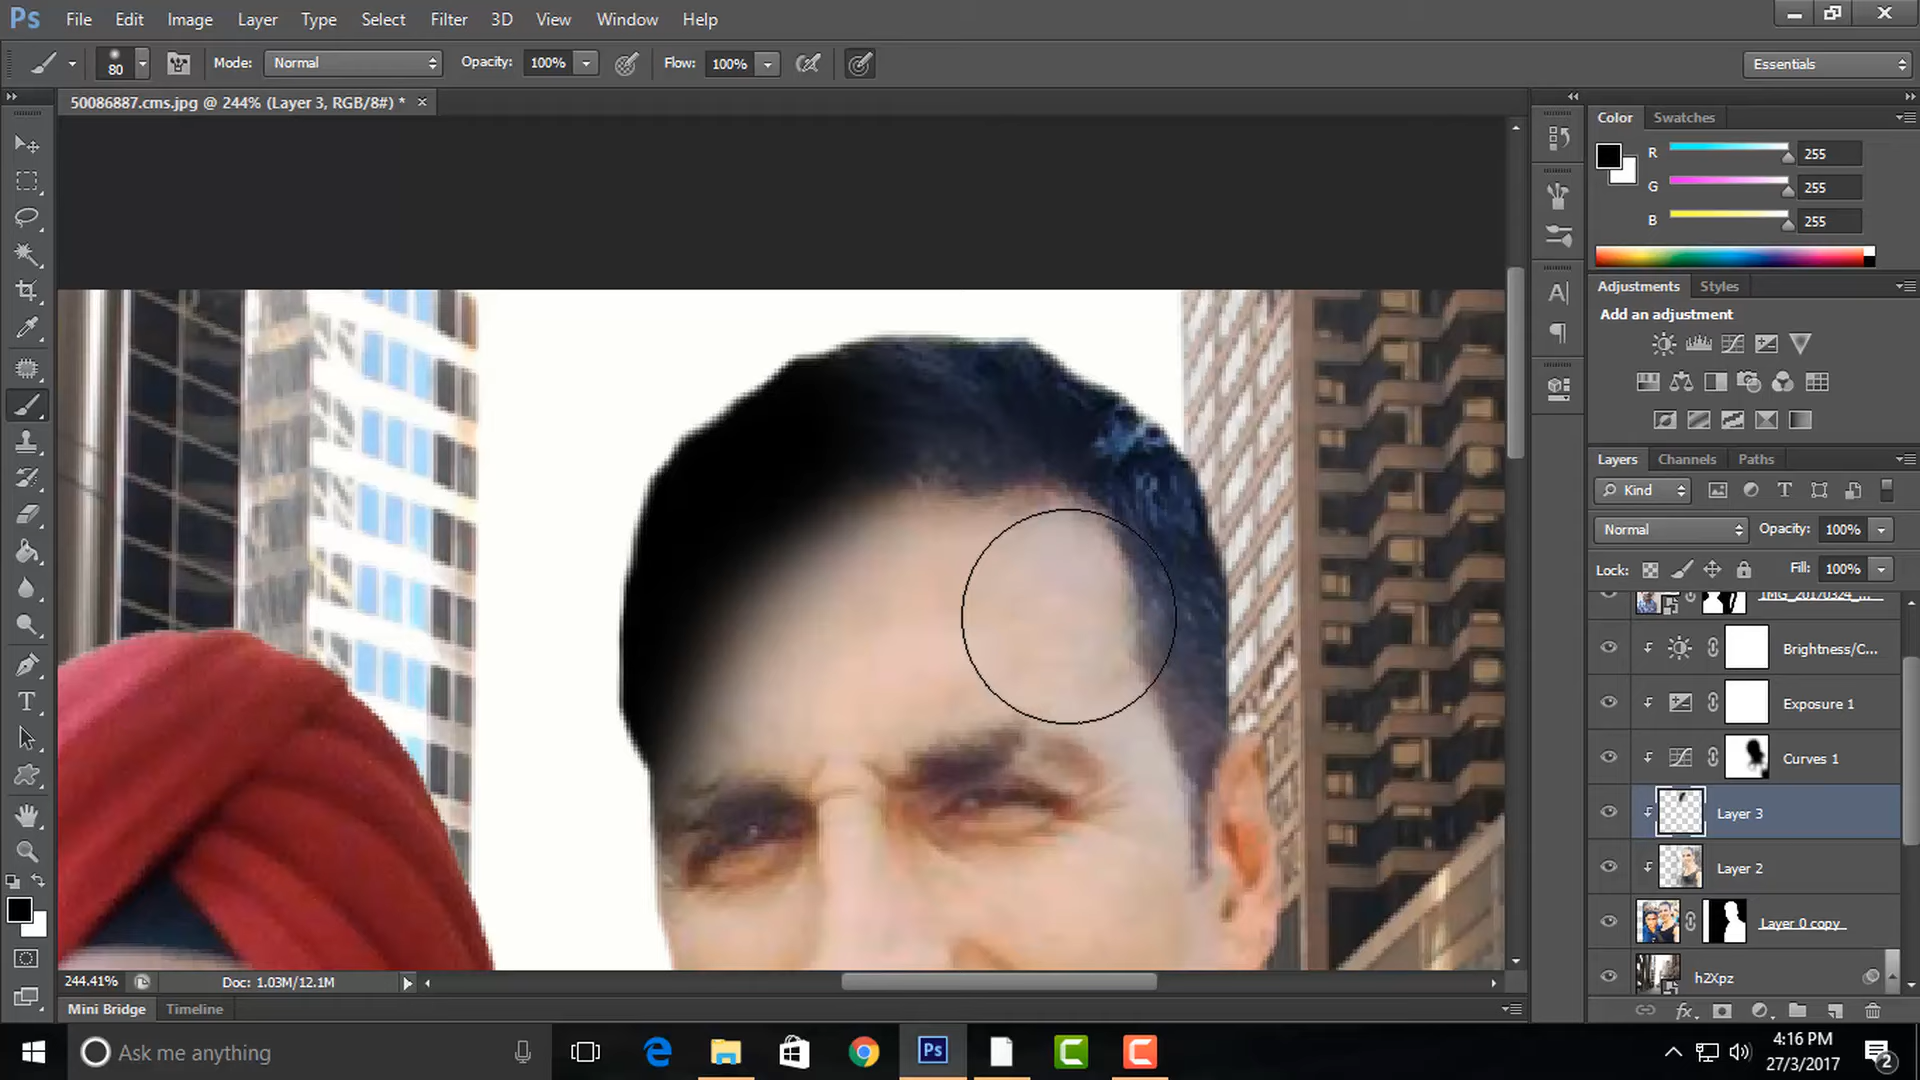 Ps File Edit Image Layer Type Select Filter 3D View Window Help
80 Mode: Normal Opacity: 100% Flow: 100% Essentials
50086887.cms.jpg @ 244% (Layer 3, RGB/8#) *
Color Swatches
R 255
G 255
B 255
Adjustments Styles
Add an adjustment
Layers Channels Paths
Kind
Normal Opacity: 100%
Lock: Fill: 100%
IMG_20170324_...
Brightness/C...
Exposure 1
Curves 1
Layer 3
Layer 2
Layer 0 copy
h2Xpz
244.41% Doc: 1.03M/12.1M
Mini Bridge Timeline
Ask me anything
Ps
4:16 PM
27/3/2017
2